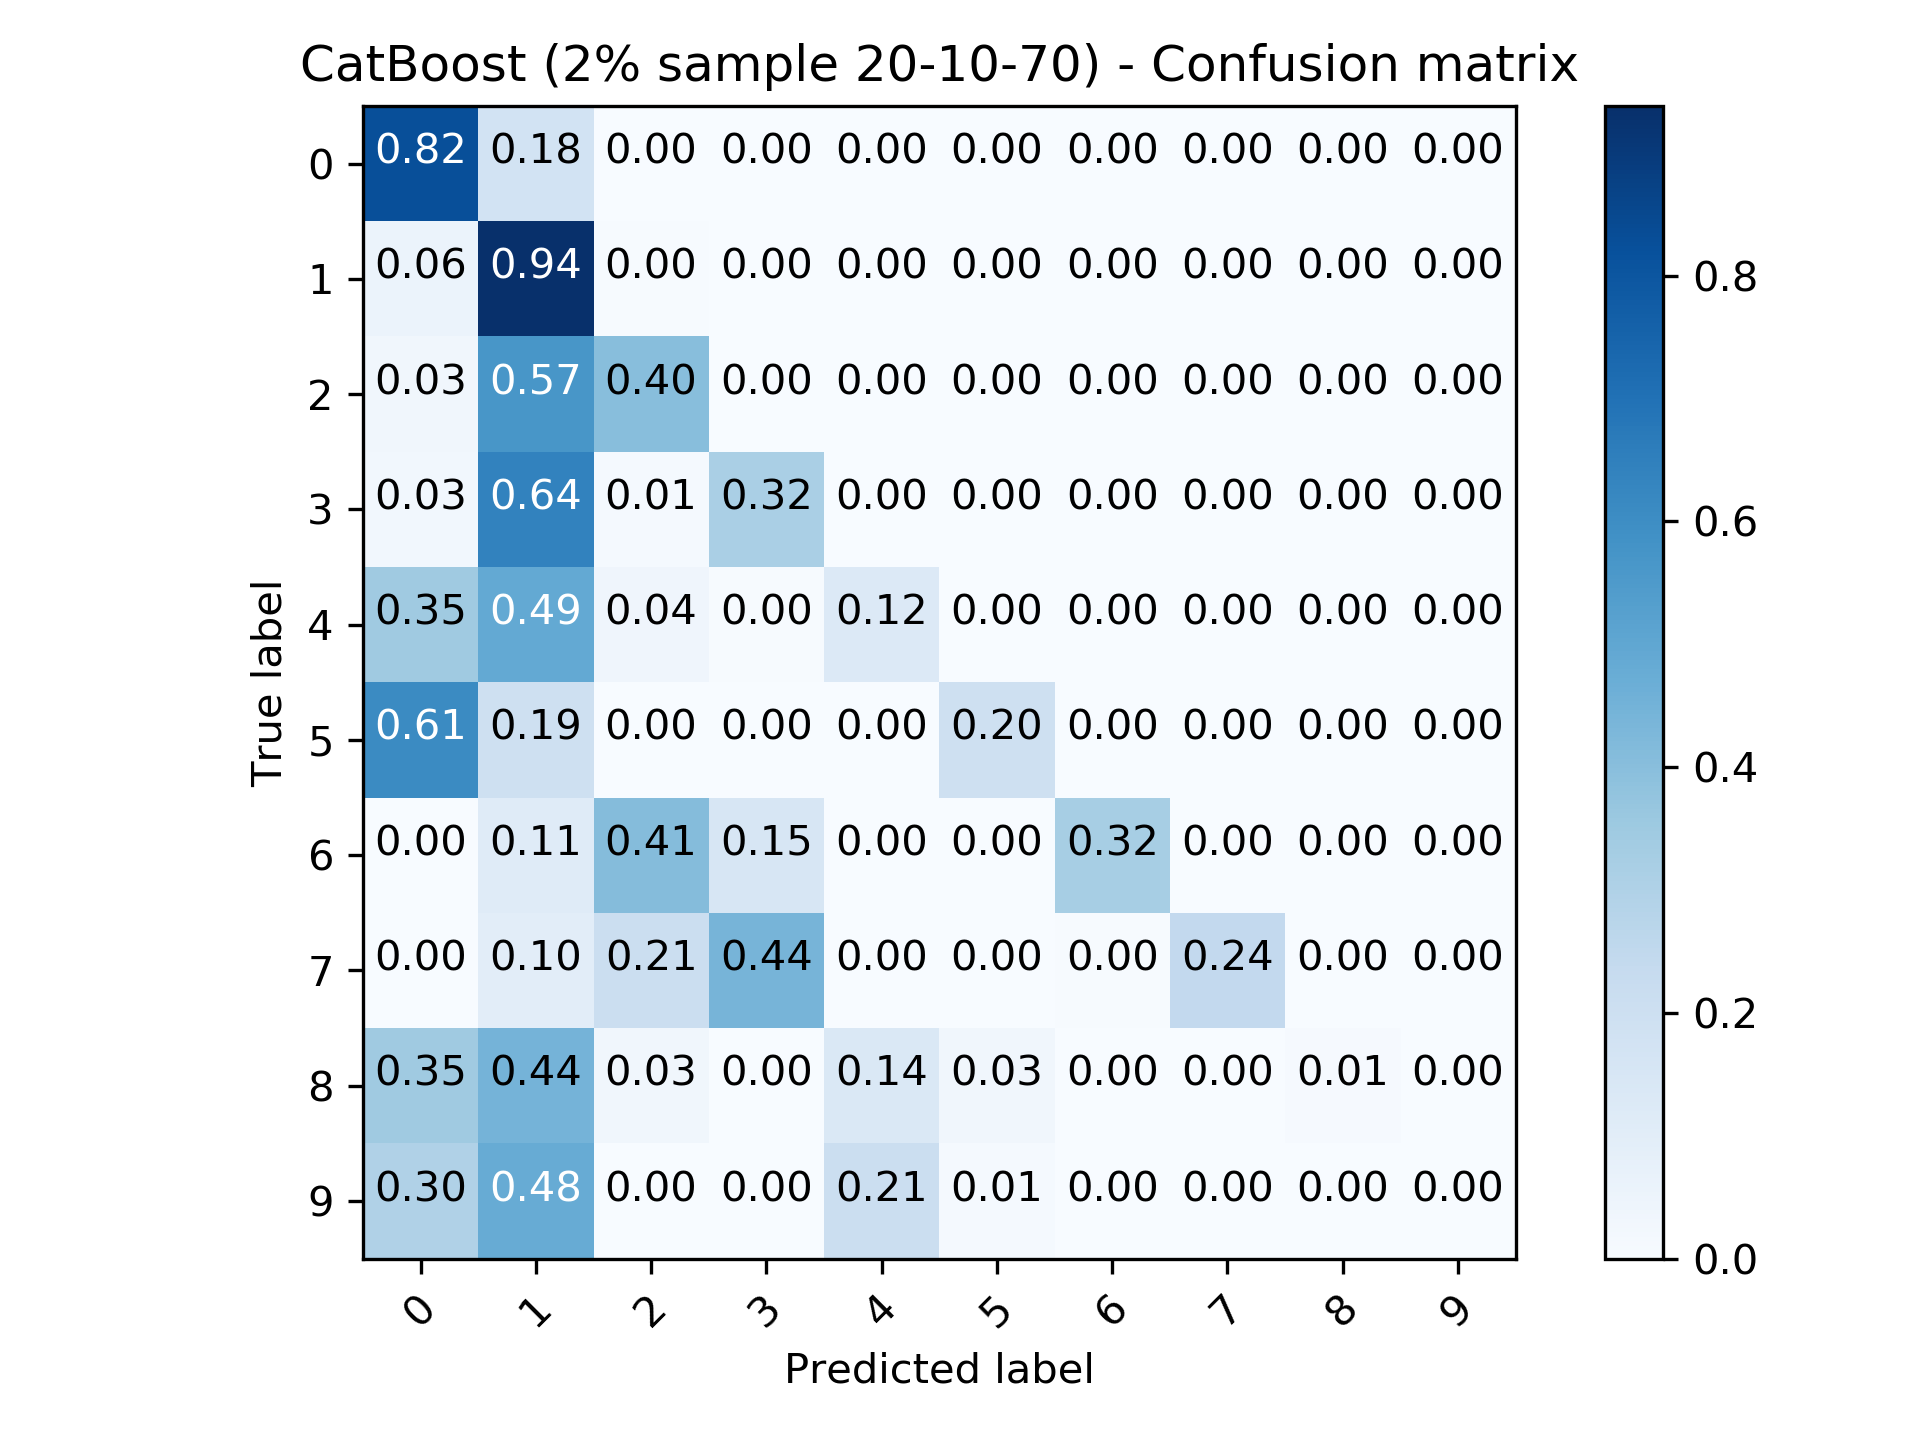 CatBoost (2% sample 20-10-70) - Confusion matrix
0 0.82 0.18 0.00 0.00 0.00 0.00 0.00 0.00 0.00 0.00
1 0.06 0.94 0.00 0.00 0.00 0.00 0.00 0.00 0.00 0.00
2 0.03 0.57 0.40 0.00 0.00 0.00 0.00 0.00 0.00 0.00
3 0.03 0.64 0.01 0.32 0.00 0.00 0.00 0.00 0.00 0.00
4 0.35 0.49 0.04 0.00 0.12 0.00 0.00 0.00 0.00 0.00
5 0.61 0.19 0.00 0.00 0.00 0.20 0.00 0.00 0.00 0.00
6 0.00 0.11 0.41 0.15 0.00 0.00 0.32 0.00 0.00 0.00
7 0.00 0.10 0.21 0.44 0.00 0.00 0.00 0.24 0.00 0.00
8 0.35 0.44 0.03 0.00 0.14 0.03 0.00 0.00 0.01 0.00
9 0.30 0.48 0.00 0.00 0.21 0.01 0.00 0.00 0.00 0.00
0 1 2 3 4 5 6 7 8 9
True label
Predicted label
0.8
0.6
0.4
0.2
0.0